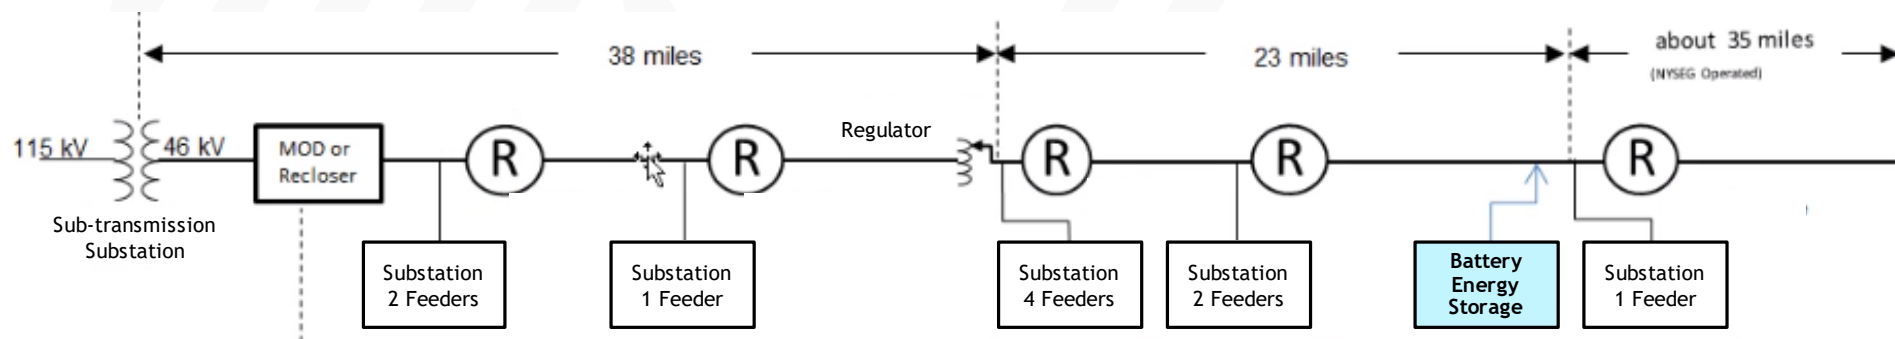 38 miles
23 miles
about 35 miles
(NYSEG Operated)
115 kV
46 kV
MOD or
Recloser
R
R
Regulator
R
R
R
Sub-transmission
Substation
Substation
2 Feeders
Substation
1 Feeder
Substation
4 Feeders
Substation
2 Feeders
Battery
Energy
Storage
Substation
1 Feeder